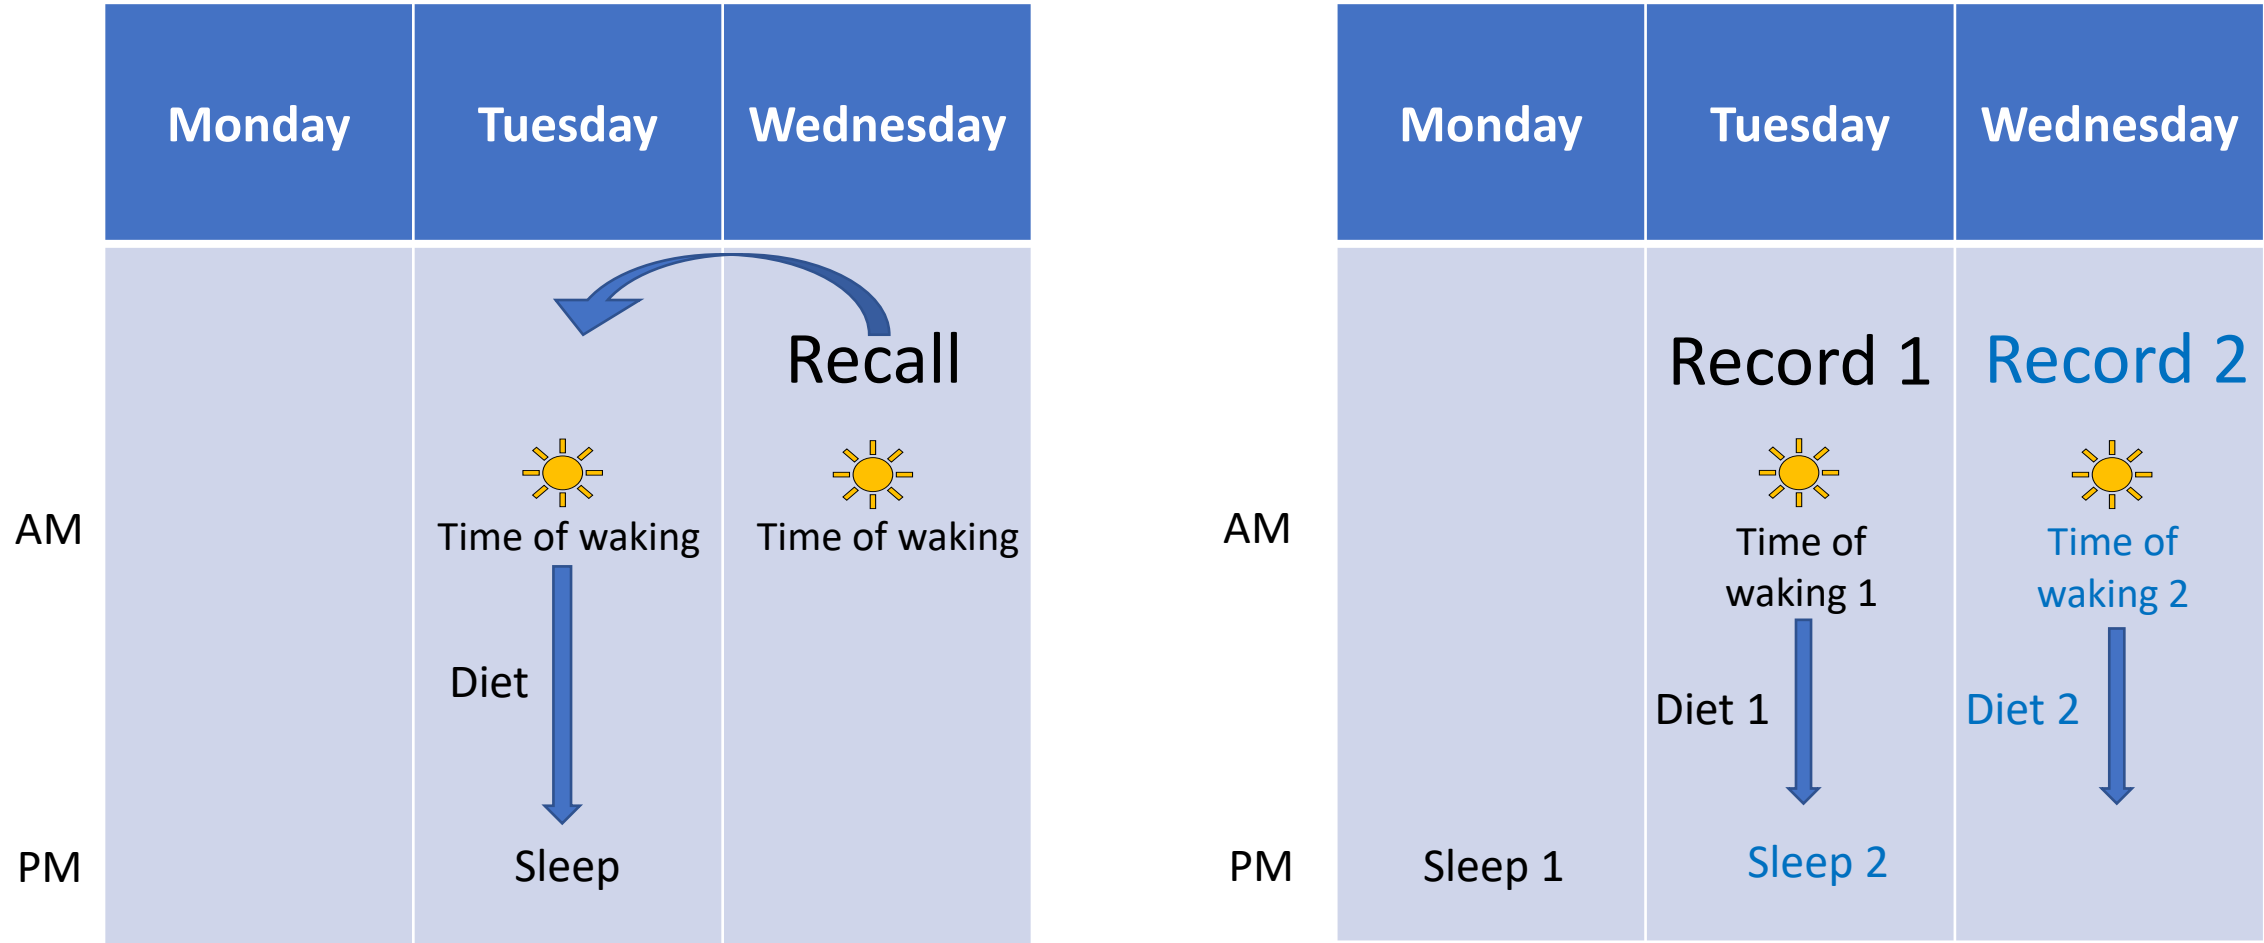 Monday Tuesday Wednesday
Recall
AM
Time of waking Time of waking
Diet
PM
Sleep
Monday Tuesday Wednesday
Record 1 Record 2
AM
Time of
waking 1
Time of
waking 2
Diet 1 Diet 2
PM
Sleep 1 Sleep 2